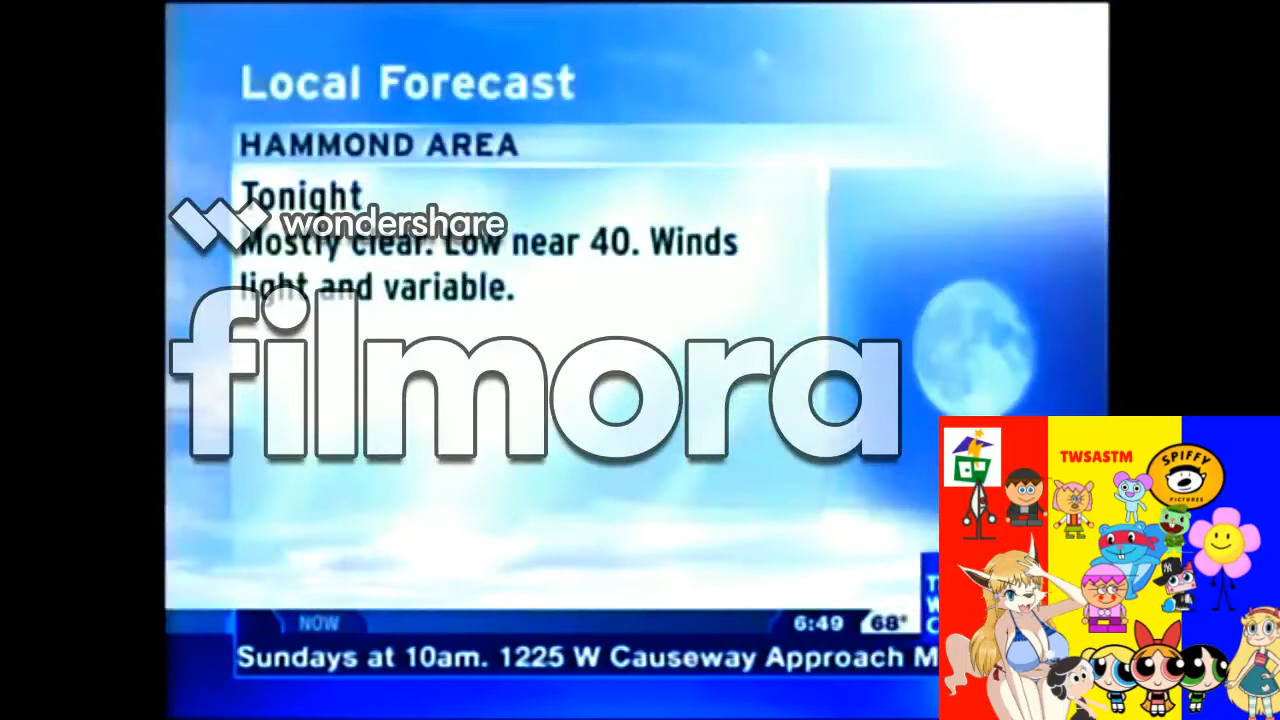 Local Forecast
HAMMOND AREA
Tonight
Mostly clear. Low near 40. Winds
light and variable.
wondershare
filmora
TWSASTM
SPIFFY
PICTURES
NOW
6:49
68°
Sundays at 10am. 1225 W Causeway Approach M